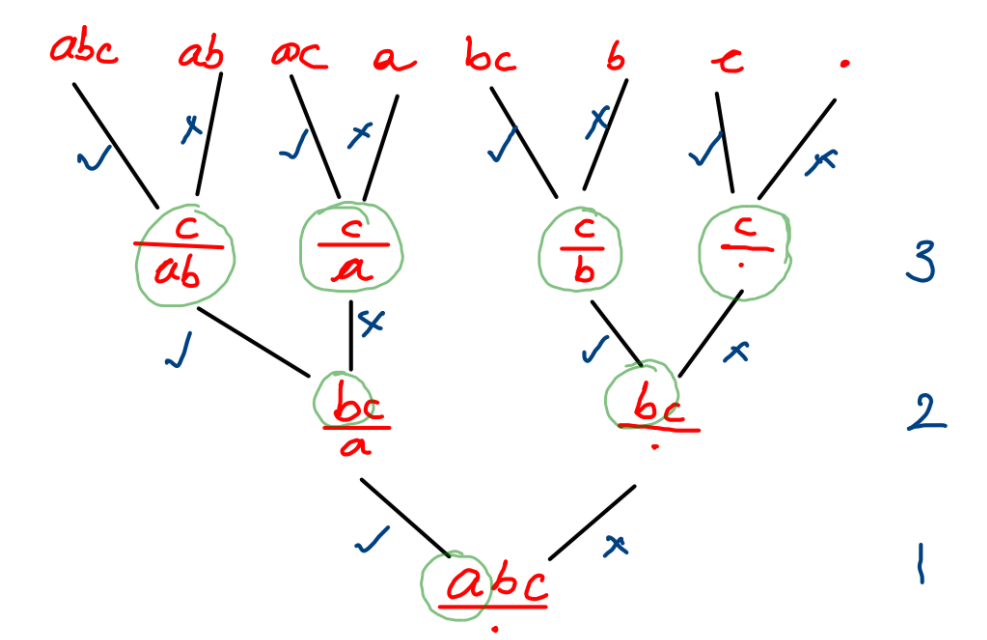 abc ab ac a bc b c .
✓ x ✓ x ✓ x ✓ x
c c c c
ab a b . 3
✓ x ✓ x
bc bc 2
a .
✓ x
abc 1
.